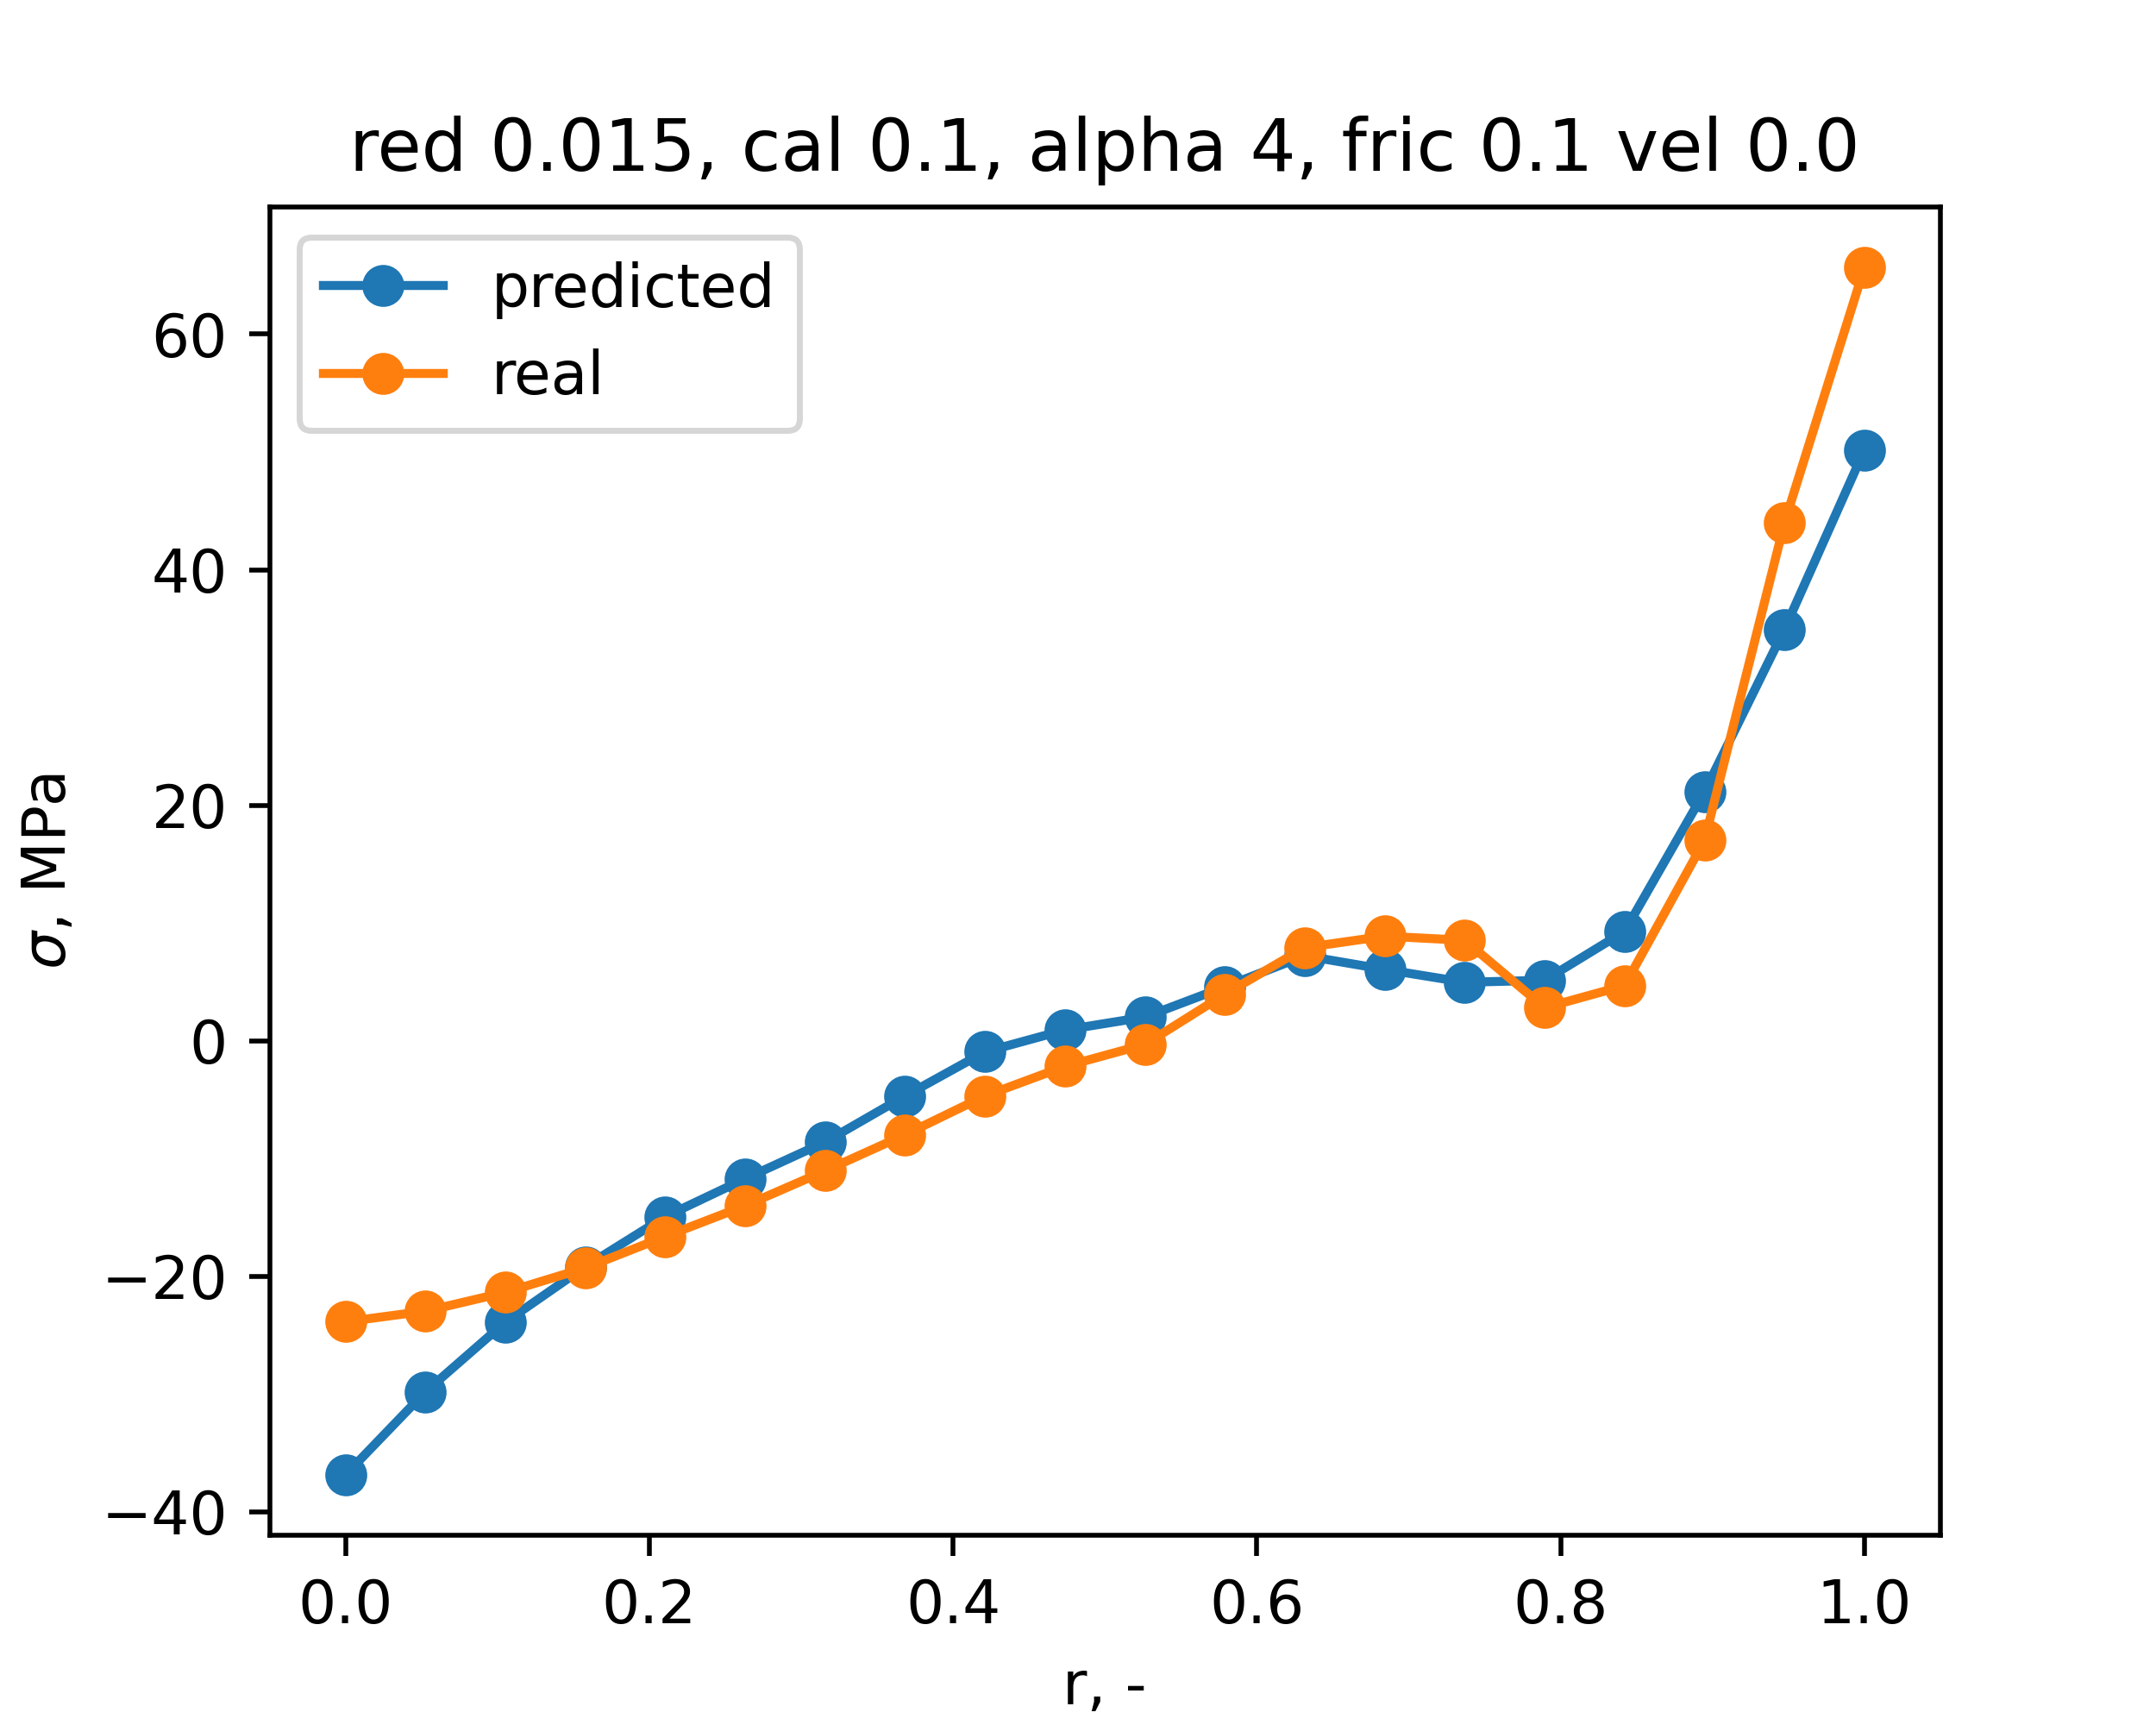 red 0.015, cal 0.1, alpha 4, fric 0.1 vel 0.0
predicted
real
60
40
20
0
−20
−40
σ, MPa
0.0 0.2 0.4 0.6 0.8 1.0
r, -